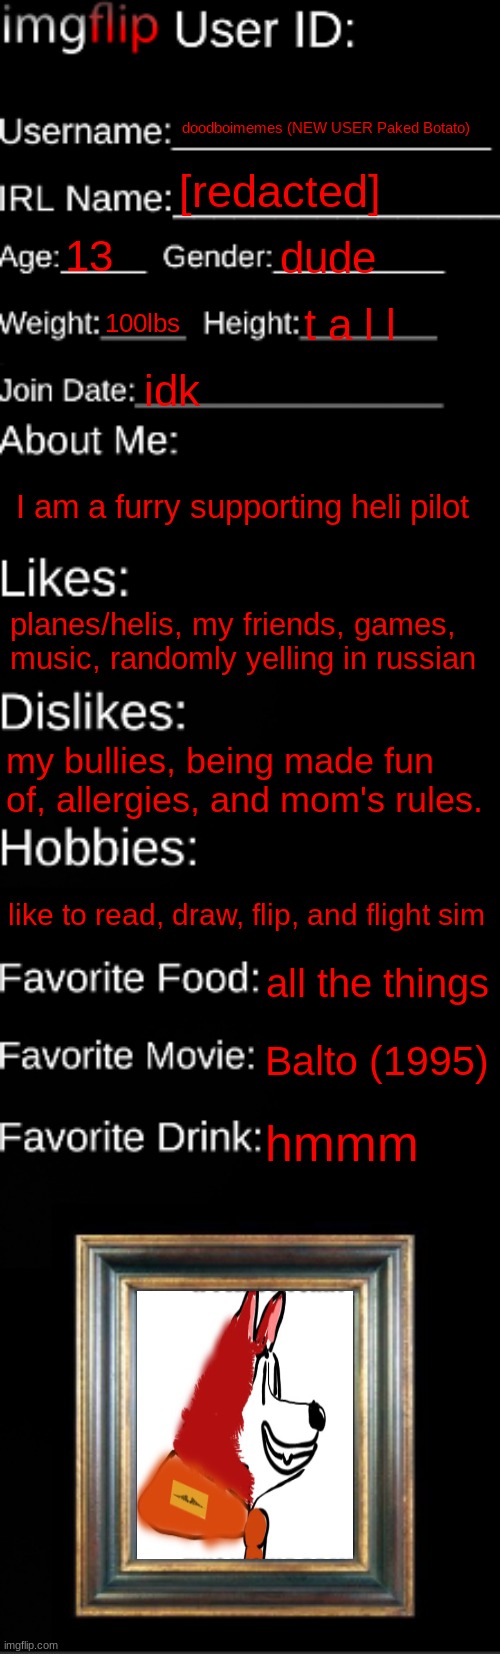 imgflip User ID:
Username: doodboimemes (NEW USER Paked Botato)
IRL Name: [redacted]
Age: 13 Gender: dude
Weight: 100lbs Height: t a l l
Join Date: idk
About Me:
I am a furry supporting heli pilot
Likes:
planes/helis, my friends, games,
music, randomly yelling in russian
Dislikes:
my bullies, being made fun
of, allergies, and mom's rules.
Hobbies:
like to read, draw, flip, and flight sim
Favorite Food: all the things
Favorite Movie: Balto (1995)
Favorite Drink: hmmm
imgflip.com